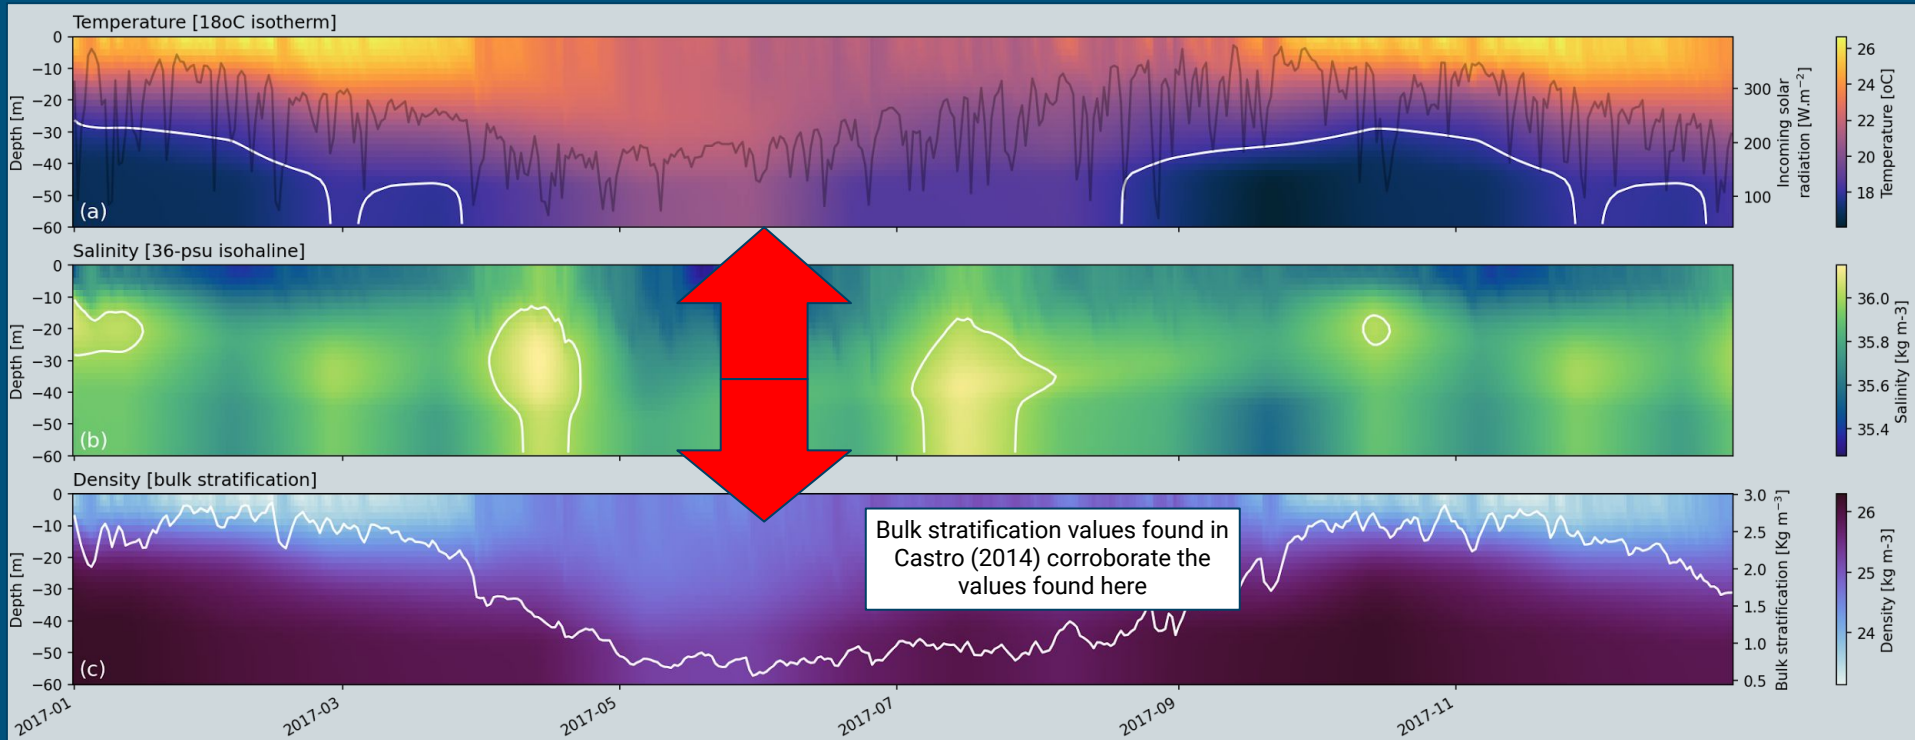 Temperature [18oC isotherm]
0
−10
−20
−30
−40
−50
−60
Depth [m]
(a)
300
200
100
Incoming solar
radiation [W.m−2]
26
24
22
20
18
Temperature [oC]
Salinity [36-psu isohaline]
0
−10
−20
−30
−40
−50
−60
Depth [m]
(b)
36.0
35.8
35.6
35.4
Salinity [kg m-3]
Density [bulk stratification]
0
−10
−20
−30
−40
−50
−60
Depth [m]
(c)
Bulk stratification values found in
Castro (2014) corroborate the
values found here
3.0
2.5
2.0
1.5
1.0
0.5
Bulk stratification [Kg m−3]
26
25
24
Density [kg m-3]
2017-01
2017-03
2017-05
2017-07
2017-09
2017-11